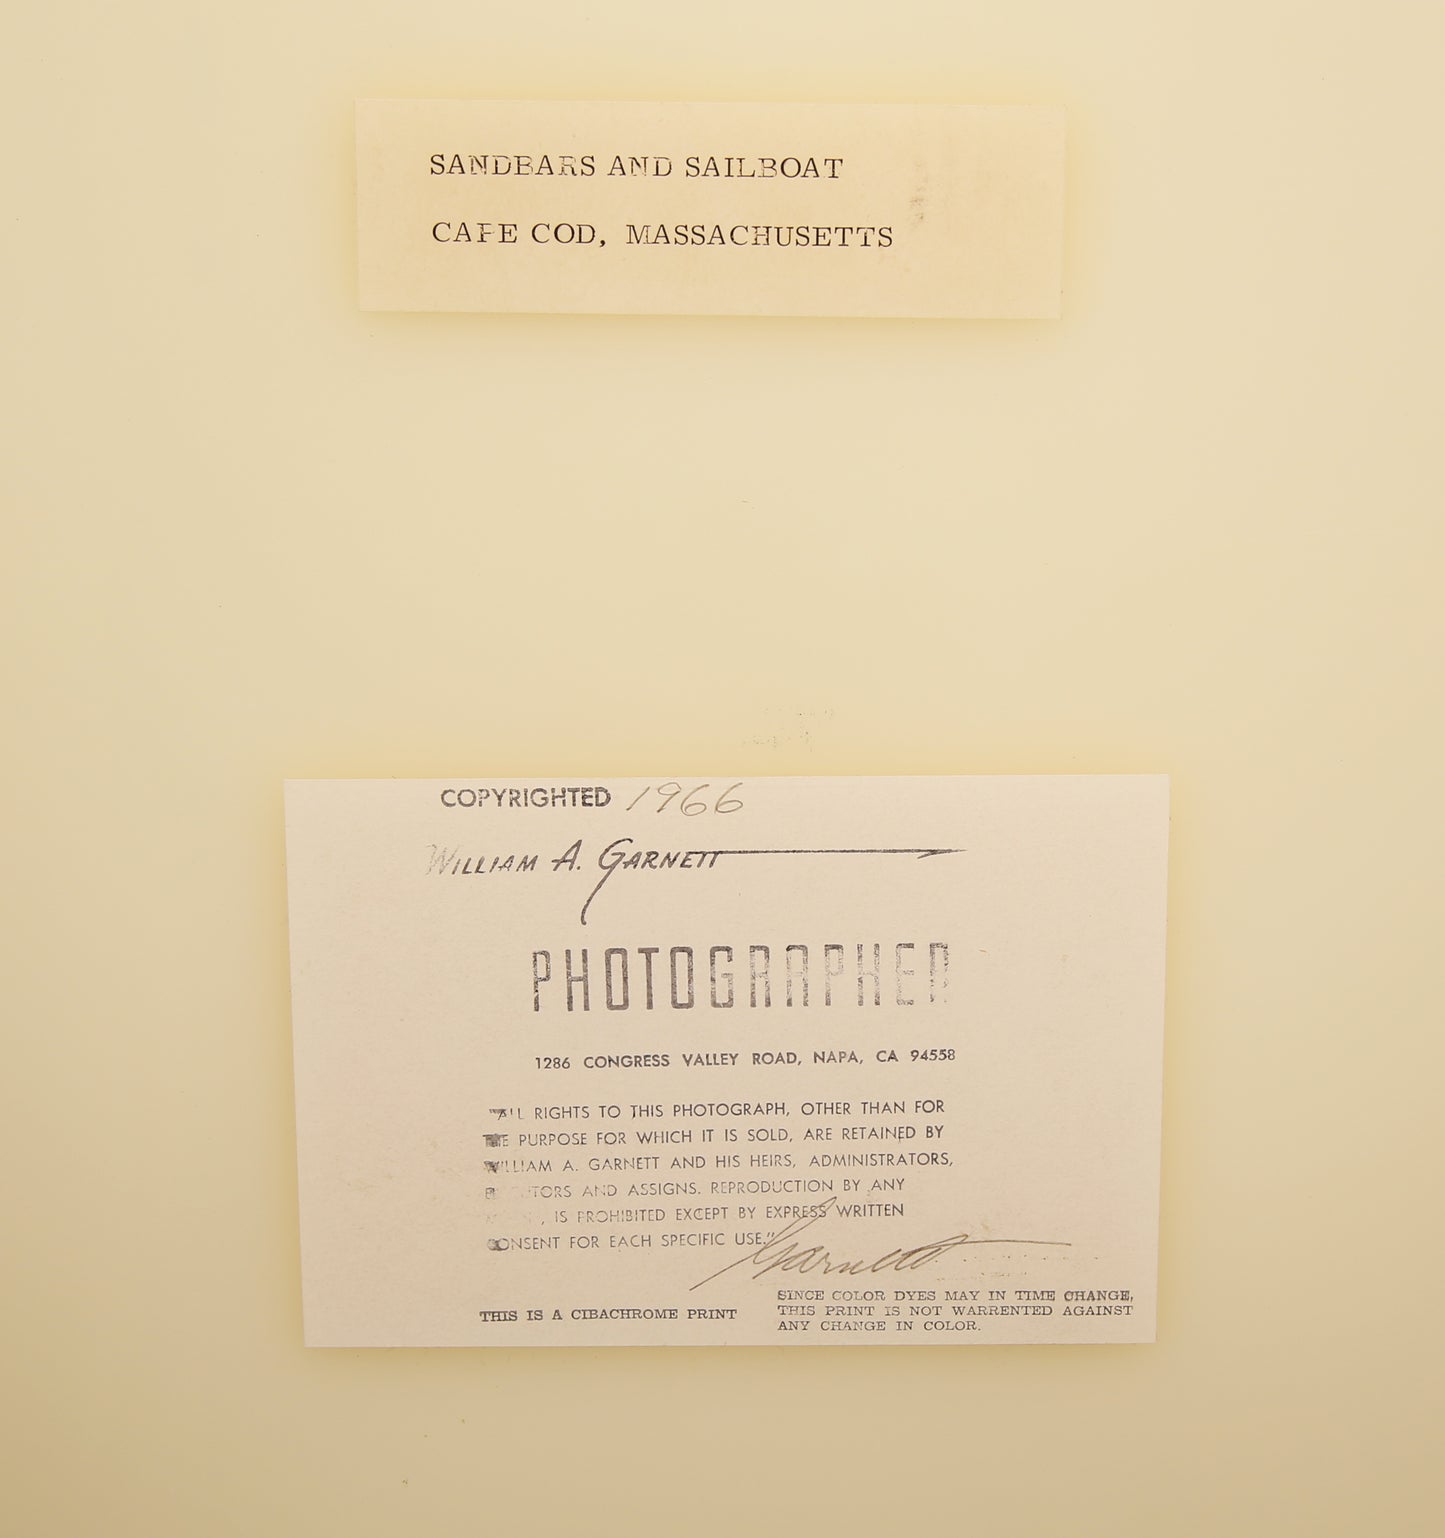 SANDBARS AND SAILBOAT
CAPE COD, MASSACHUSETTS
COPYRIGHTED 1966
WILLIAM A. GARNETT
PHOTOGRAPHER
1286 CONGRESS VALLEY ROAD, NAPA, CA 94558
"ALL RIGHTS TO THIS PHOTOGRAPH, OTHER THAN FOR
THE PURPOSE FOR WHICH IT IS SOLD, ARE RETAINED BY
WILLIAM A. GARNETT AND HIS HEIRS, ADMINISTRATORS,
AND ASSIGNS. REPRODUCTION BY ANY
, IS PROHIBITED EXCEPT BY EXPRESS WRITTEN
CONSENT FOR EACH SPECIFIC USE."
Garnett
THIS IS A CIBACHROME PRINT
SINCE COLOR DYES MAY IN TIME CHANGE,
THIS PRINT IS NOT WARRENTED AGAINST
ANY CHANGE IN COLOR.